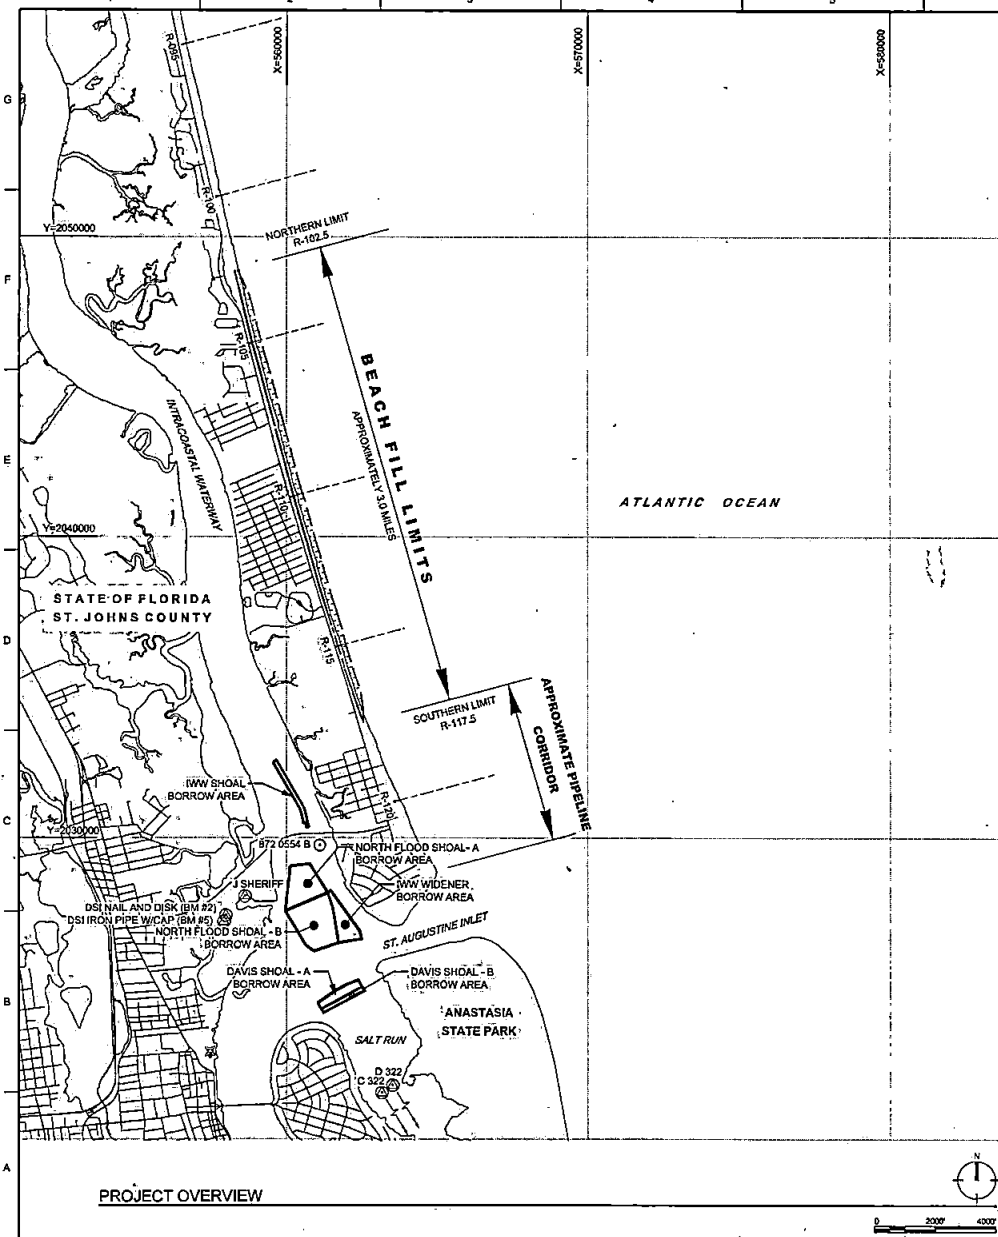 2
3
4
5
G
F
E
D
C
B
A
X=560000
X=570000
X=580000
R-095
R-100
Y=2050000
NORTHERN LIMIT
R-102.5
R-105
BEACH FILL LIMITS
APPROXIMATELY 3.0 MILES
INTRACOASTAL WATERWAY
R-110
ATLANTIC OCEAN
Y=2040000
STATE OF FLORIDA
ST. JOHNS COUNTY
R-115
SOUTHERN LIMIT
R-117.5
APPROXIMATE PIPELINE
CORRIDOR
IWW SHOAL
BORROW AREA
R-120
Y=2030000
872 0554 B
NORTH FLOOD SHOAL - A
BORROW AREA
J SHERIFF
IWW WIDENER
BORROW AREA
DSI NAIL AND DISK (BM #2)
DSI IRON PIPE W/CAP (BM #5)
NORTH FLOOD SHOAL - B
BORROW AREA
ST. AUGUSTINE INLET
DAVIS SHOAL - A
BORROW AREA
DAVIS SHOAL - B
BORROW AREA
ANASTASIA
STATE PARK
SALT RUN
D 322
C 322
PROJECT OVERVIEW
N
0 2000' 4000'